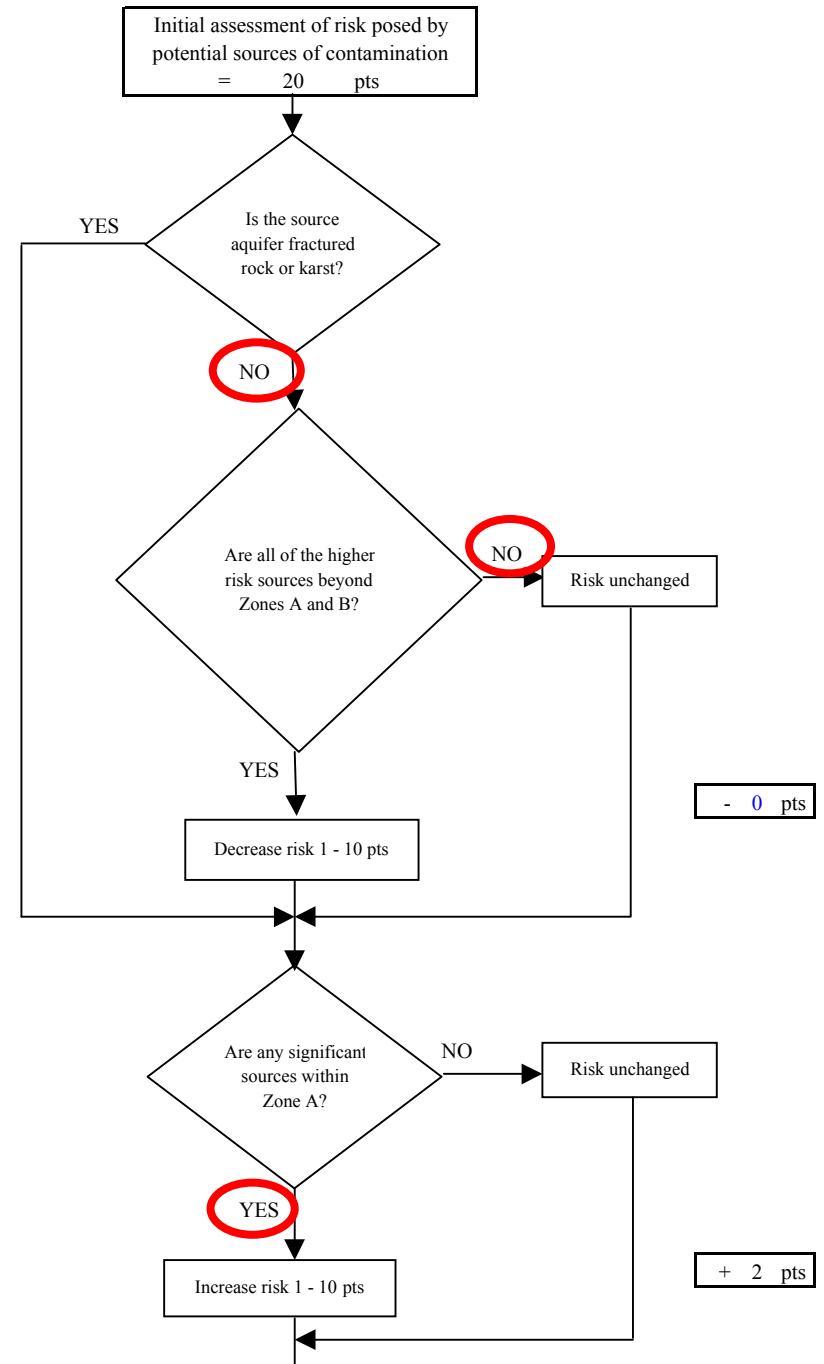 Initial assessment of risk posed by
potential sources of contamination
= 20 pts
YES
Is the source
aquifer fractured
rock or karst?
NO
Are all of the higher
risk sources beyond
Zones A and B?
NO
Risk unchanged
YES
- 0 pts
Decrease risk 1 - 10 pts
Are any significant
sources within
Zone A?
NO
Risk unchanged
YES
Increase risk 1 - 10 pts
+ 2 pts